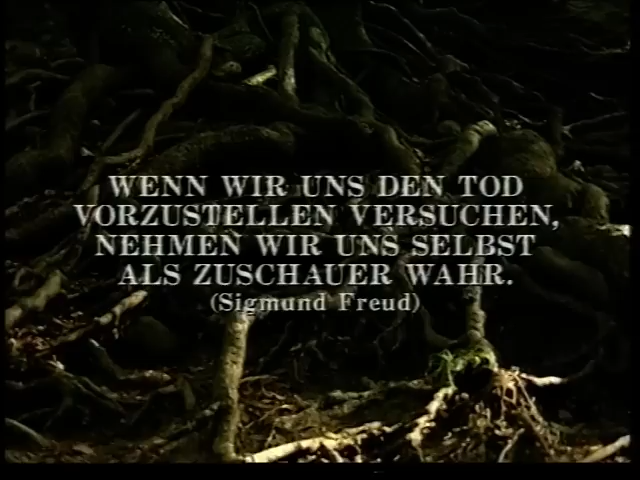 WENN WIR UNS DEN TOD
VORZUSTELLEN VERSUCHEN,
NEHMEN WIR UNS SELBST
ALS ZUSCHAUER WAHR.
(Sigmund Freud)